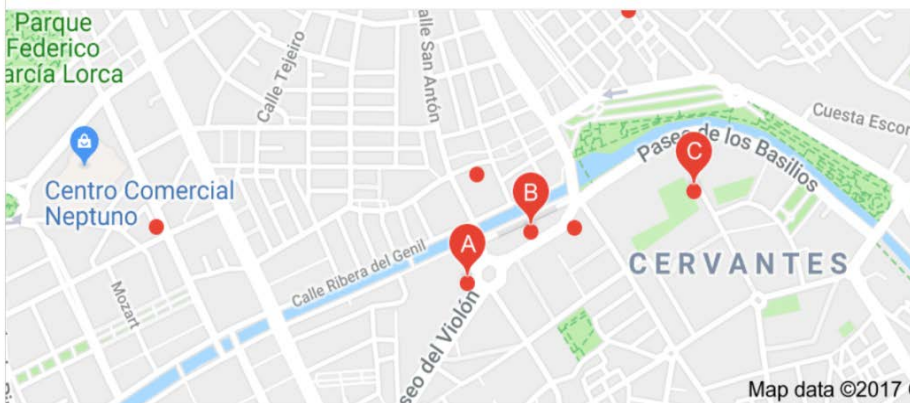 Parque
Federico
arcía Lorca
Calle Tejeiro
alle San Antón
Cuesta Escor
Paseo de los Basilios
Centro Comercial
Neptuno
C
B
A
Calle Ribera del Genil
CERVANTES
Mozart
seo del Violón
Map data ©2017